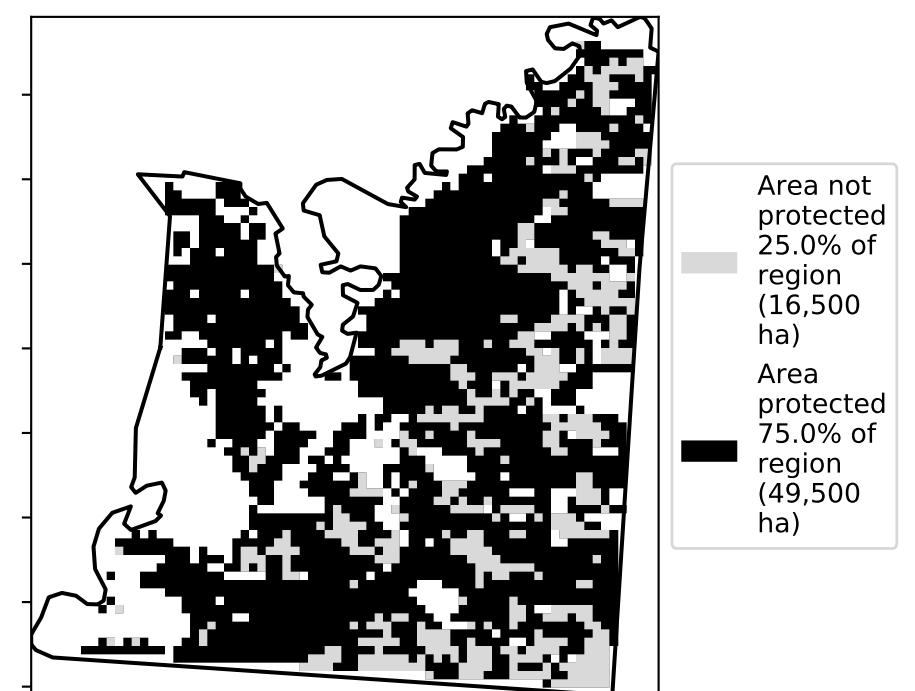 Area not
protected
25.0% of
region
(16,500
ha)
Area
protected
75.0% of
region
(49,500
ha)